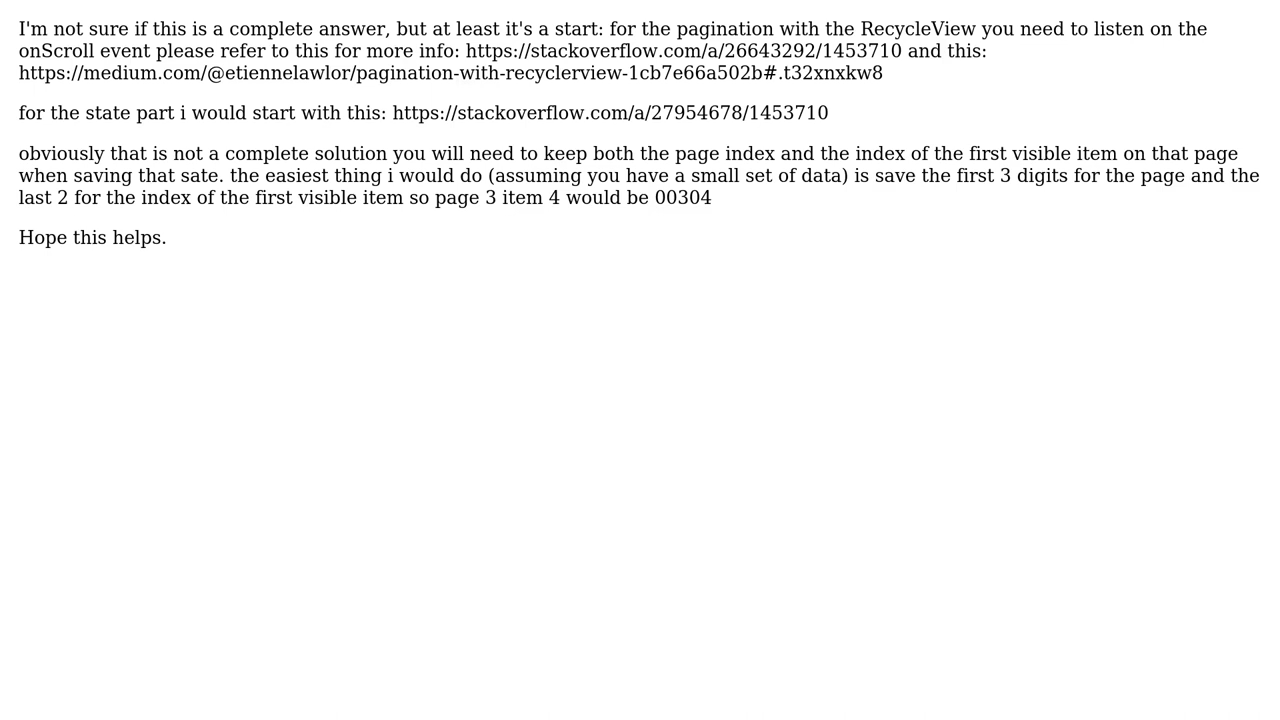 I'm not sure if this is a complete answer, but at least it's a start: for the pagination with the RecycleView you need to listen on the
onScroll event please refer to this for more info: https://stackoverflow.com/a/26643292/1453710 and this:
https://medium.com/@etiennelawlor/pagination-with-recyclerview-1cb7e66a502b#.t32xnxkw8
for the state part i would start with this: https://stackoverflow.com/a/27954678/1453710
obviously that is not a complete solution you will need to keep both the page index and the index of the first visible item on that page
when saving that sate. the easiest thing i would do (assuming you have a small set of data) is save the first 3 digits for the page and the
last 2 for the index of the first visible item so page 3 item 4 would be 00304
Hope this helps.